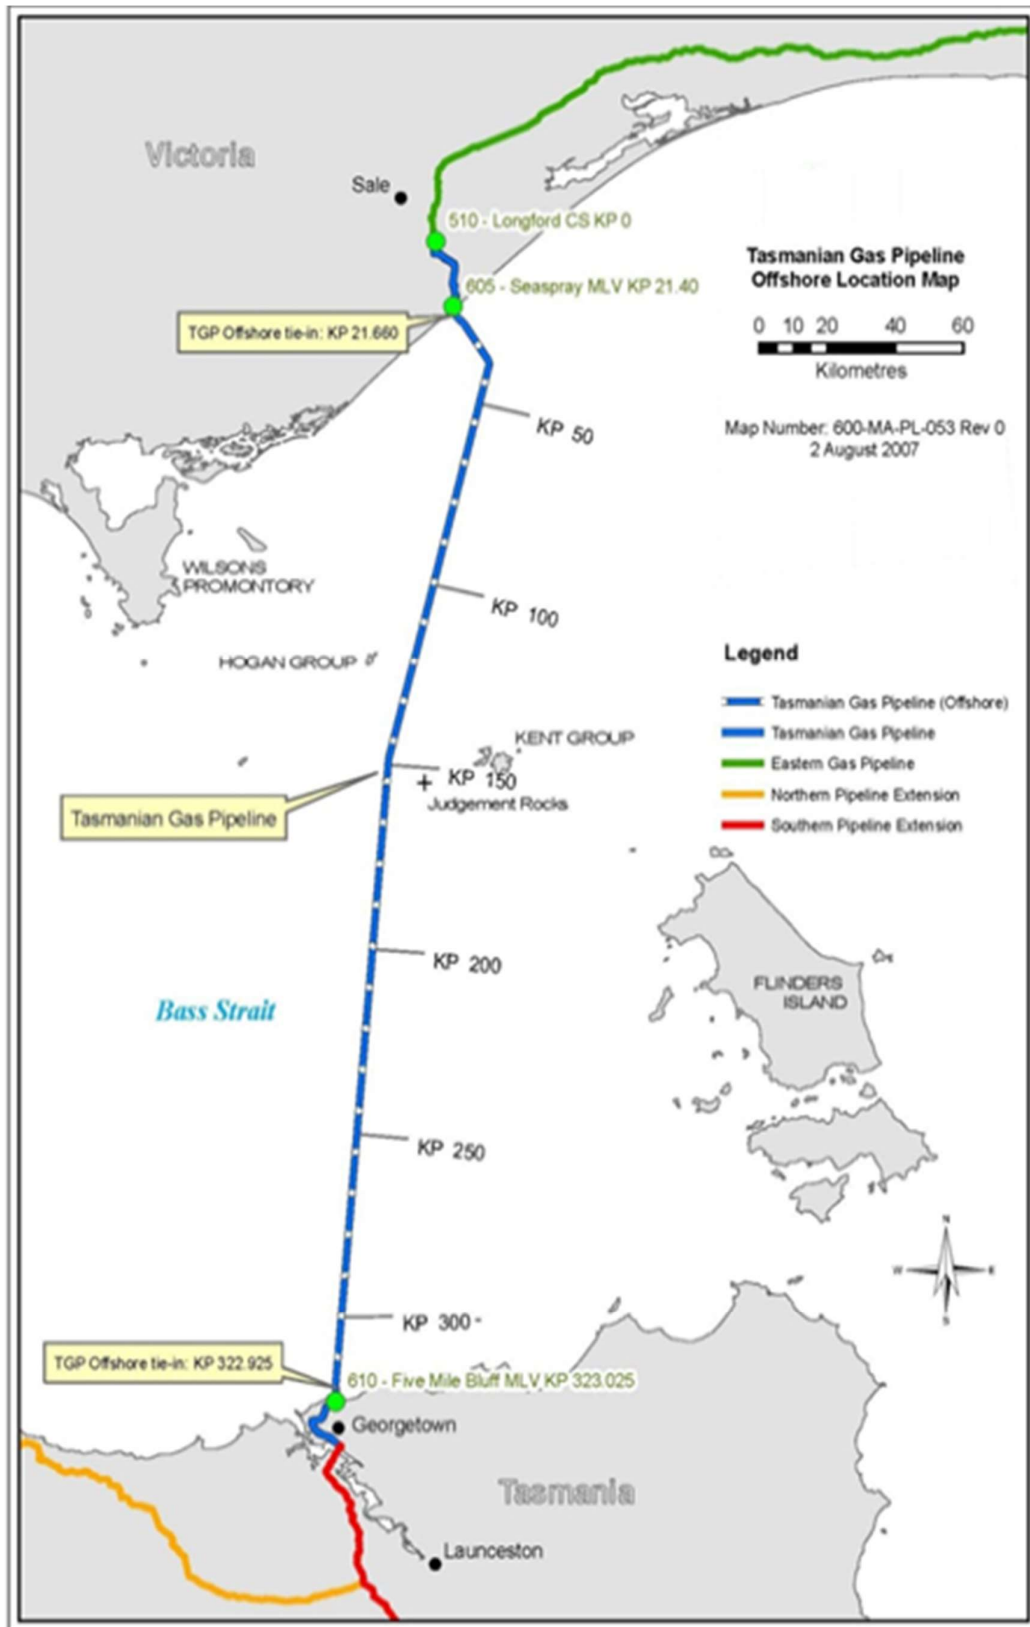 Victoria
Sale
510 - Longford CS KP 0
605 - Seaspray MLV KP 21.40
TGP Offshore tie-in: KP 21.660
Tasmanian Gas Pipeline
Offshore Location Map
0 10 20 40 60
Kilometres
Map Number: 600-MA-PL-053 Rev 0
2 August 2007
KP 50
WILSONS
PROMONTORY
KP 100
HOGAN GROUP
Legend
Tasmanian Gas Pipeline (Offshore)
Tasmanian Gas Pipeline
Eastern Gas Pipeline
Northern Pipeline Extension
Southern Pipeline Extension
KENT GROUP
KP 150
Judgement Rocks
Tasmanian Gas Pipeline
KP 200
FLINDERS
ISLAND
Bass Strait
KP 250
N
W E
S
KP 300
TGP Offshore tie-in: KP 322.925
610 - Five Mile Bluff MLV KP 323.025
Georgetown
Tasmania
Launceston